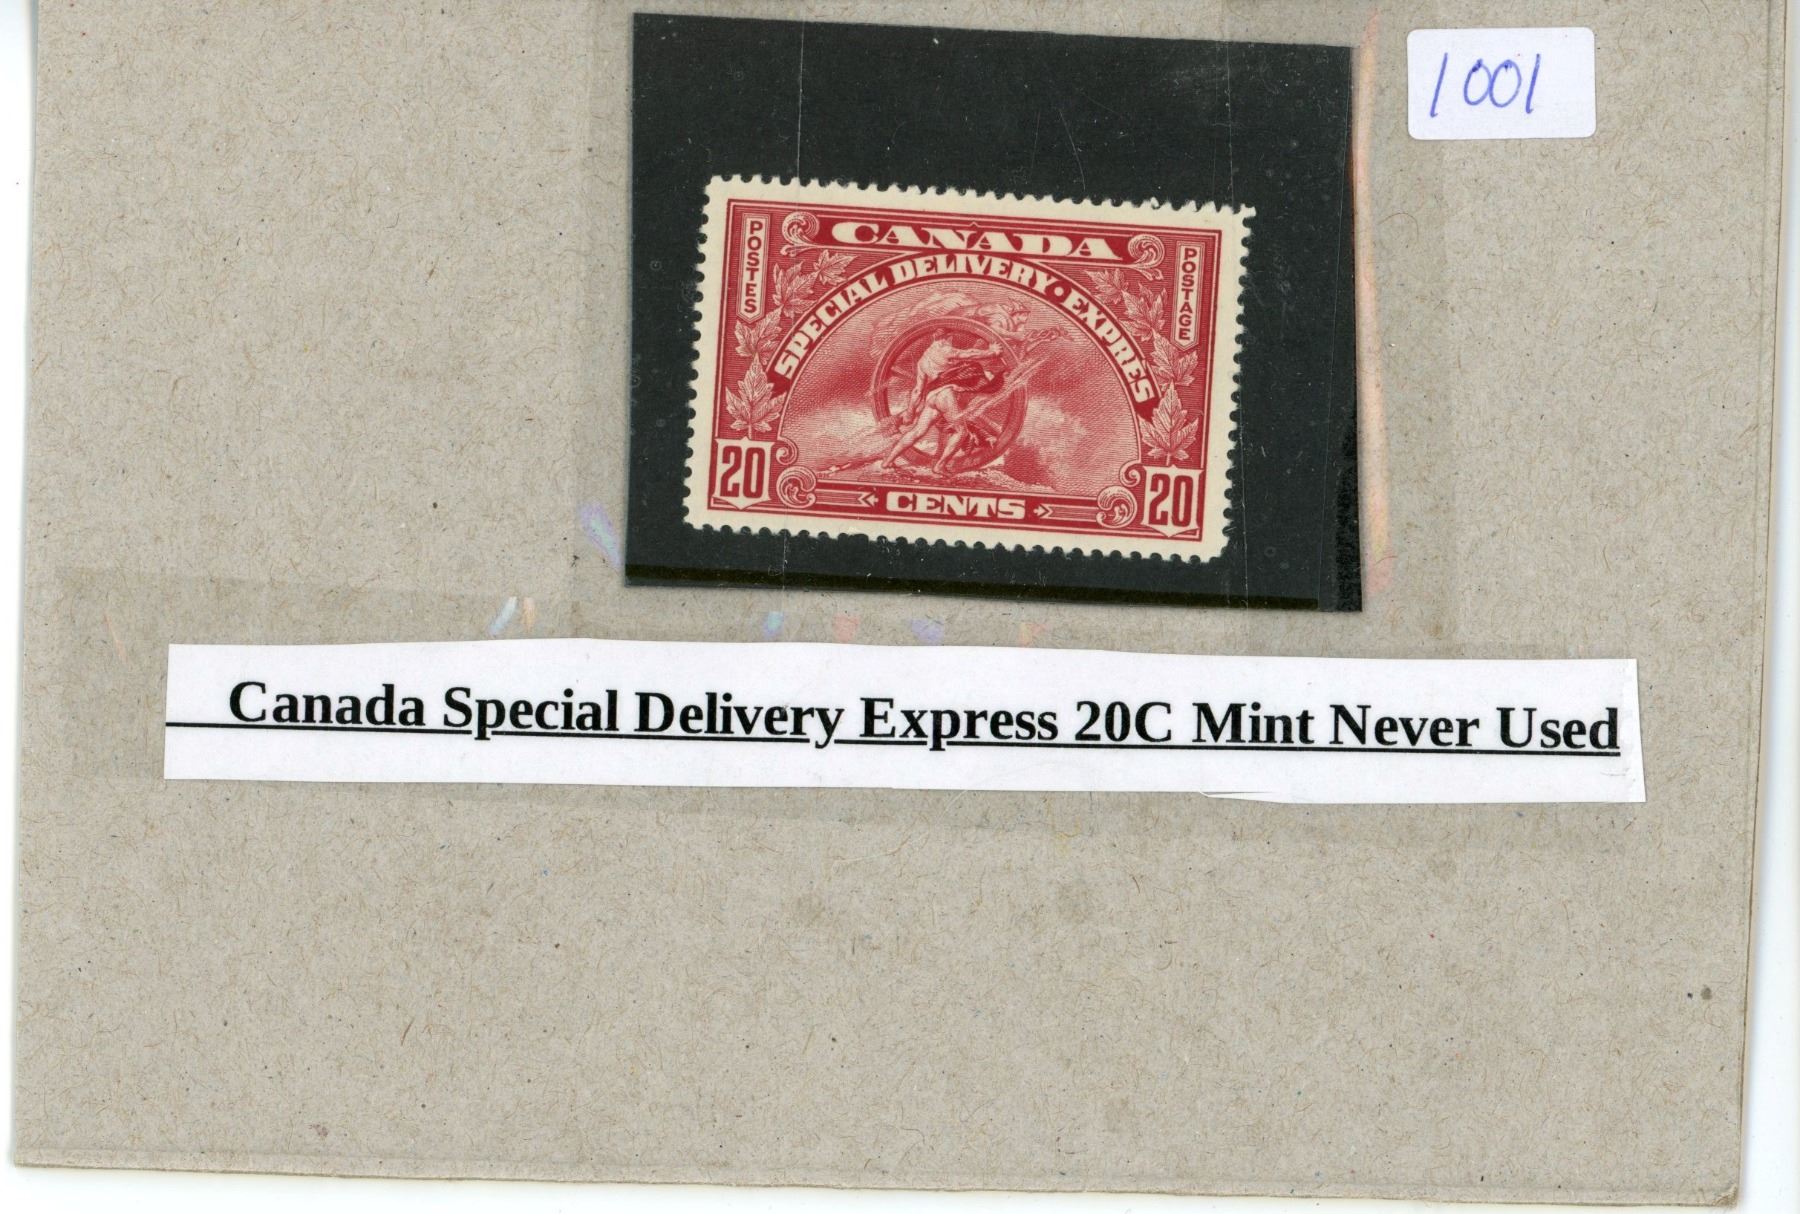 1001
CANADA
POSTES
SPECIAL DELIVERY · EXPRES
POSTAGE
20
CENTS
20
Canada Special Delivery Express 20C Mint Never Used